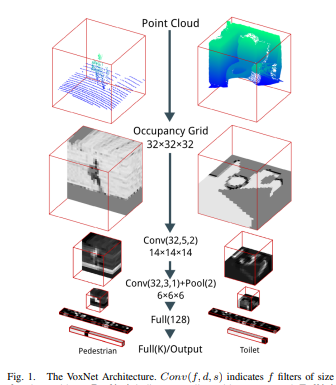 Point Cloud
Occupancy Grid
32×32×32
Conv(32,5,2)
14×14×14
Conv(32,3,1)+Pool(2)
6×6×6
Full(128)
Pedestrian
Full(K)/Output
Toilet
Fig. 1. The VoxNet Architecture. Conv(f, d, s) indicates f filters of size